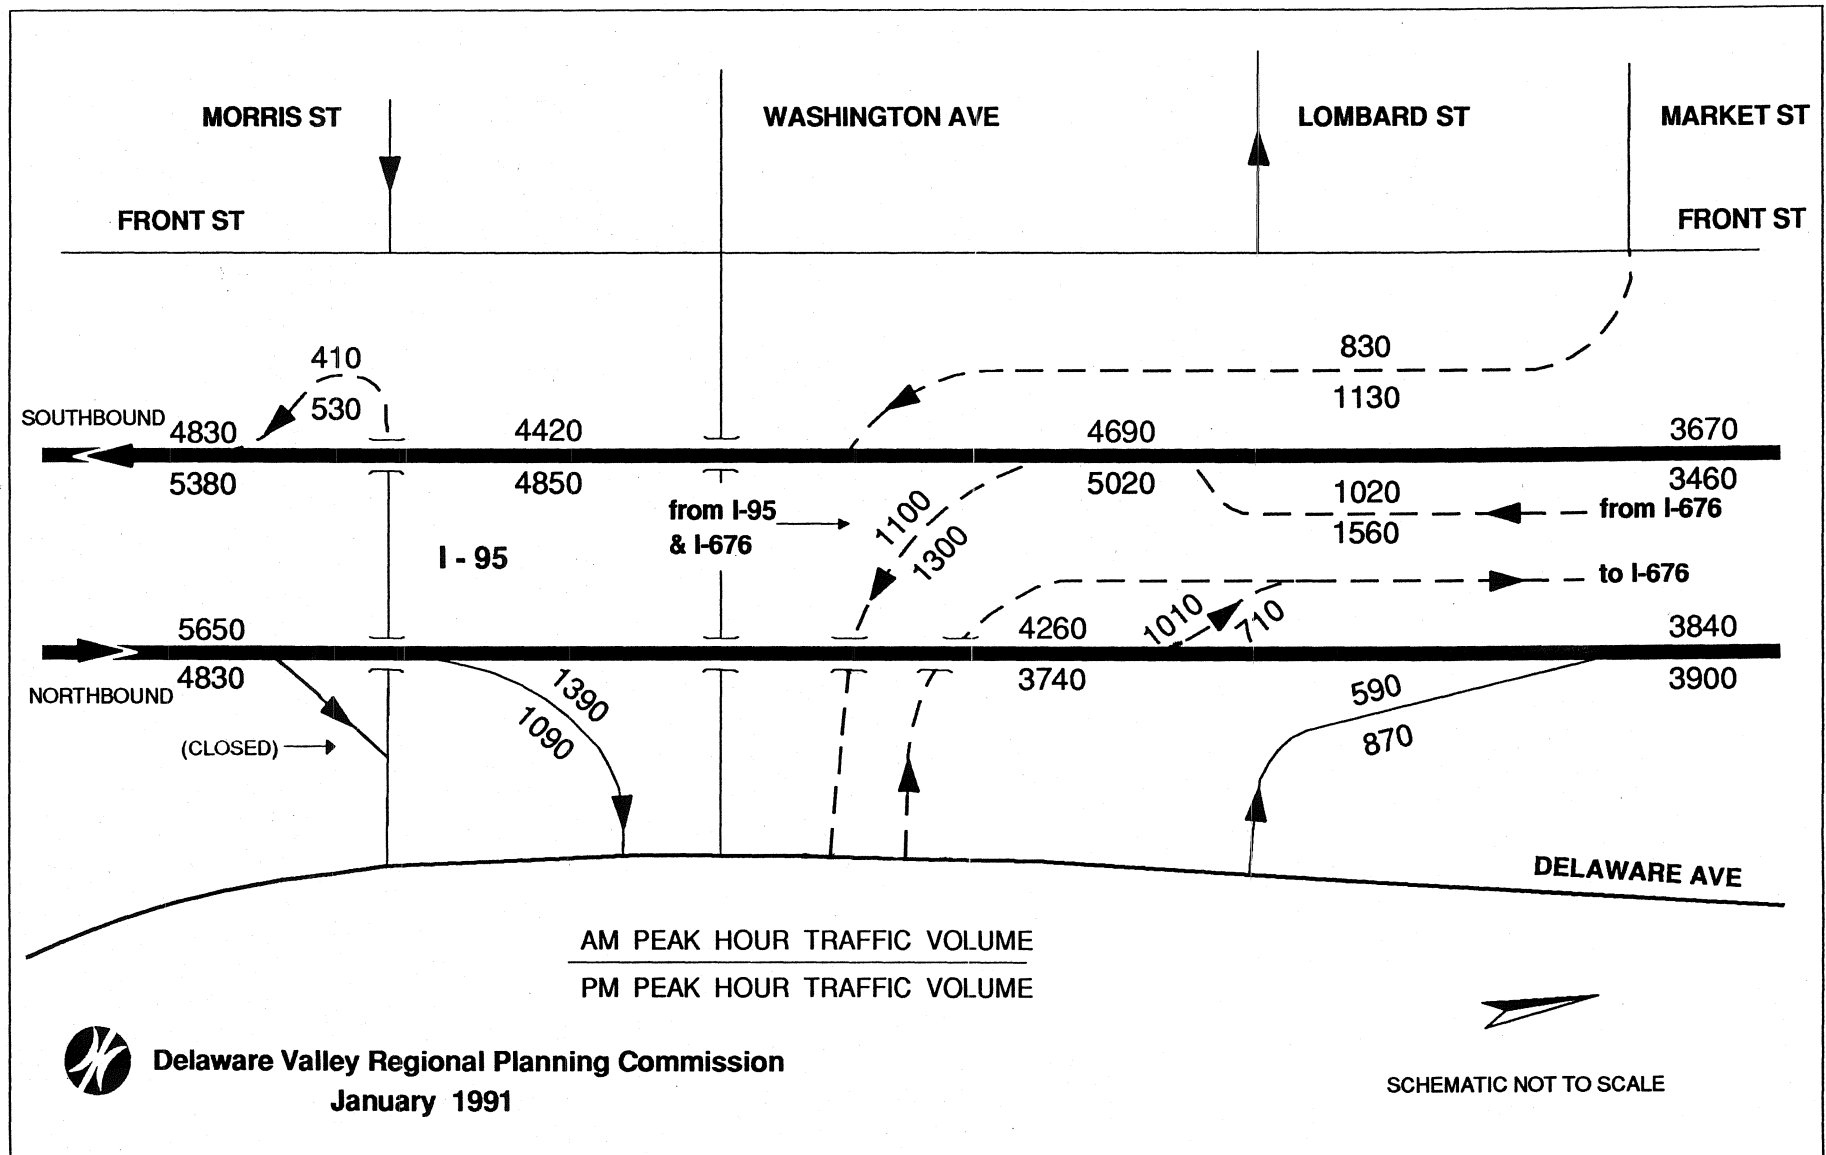 MORRIS ST
WASHINGTON AVE
LOMBARD ST
MARKET ST
FRONT ST
FRONT ST
410
530
830
1130
SOUTHBOUND
4830
5380
4420
4850
4690
5020
3670
3460
from I-95
& I-676
1100
1300
1020
1560
from I-676
I - 95
to I-676
5650
4830
NORTHBOUND
4260
3740
1010
710
3840
3900
(CLOSED)
1390
1090
590
870
DELAWARE AVE
AM PEAK HOUR TRAFFIC VOLUME
PM PEAK HOUR TRAFFIC VOLUME
Delaware Valley Regional Planning Commission
January 1991
SCHEMATIC NOT TO SCALE